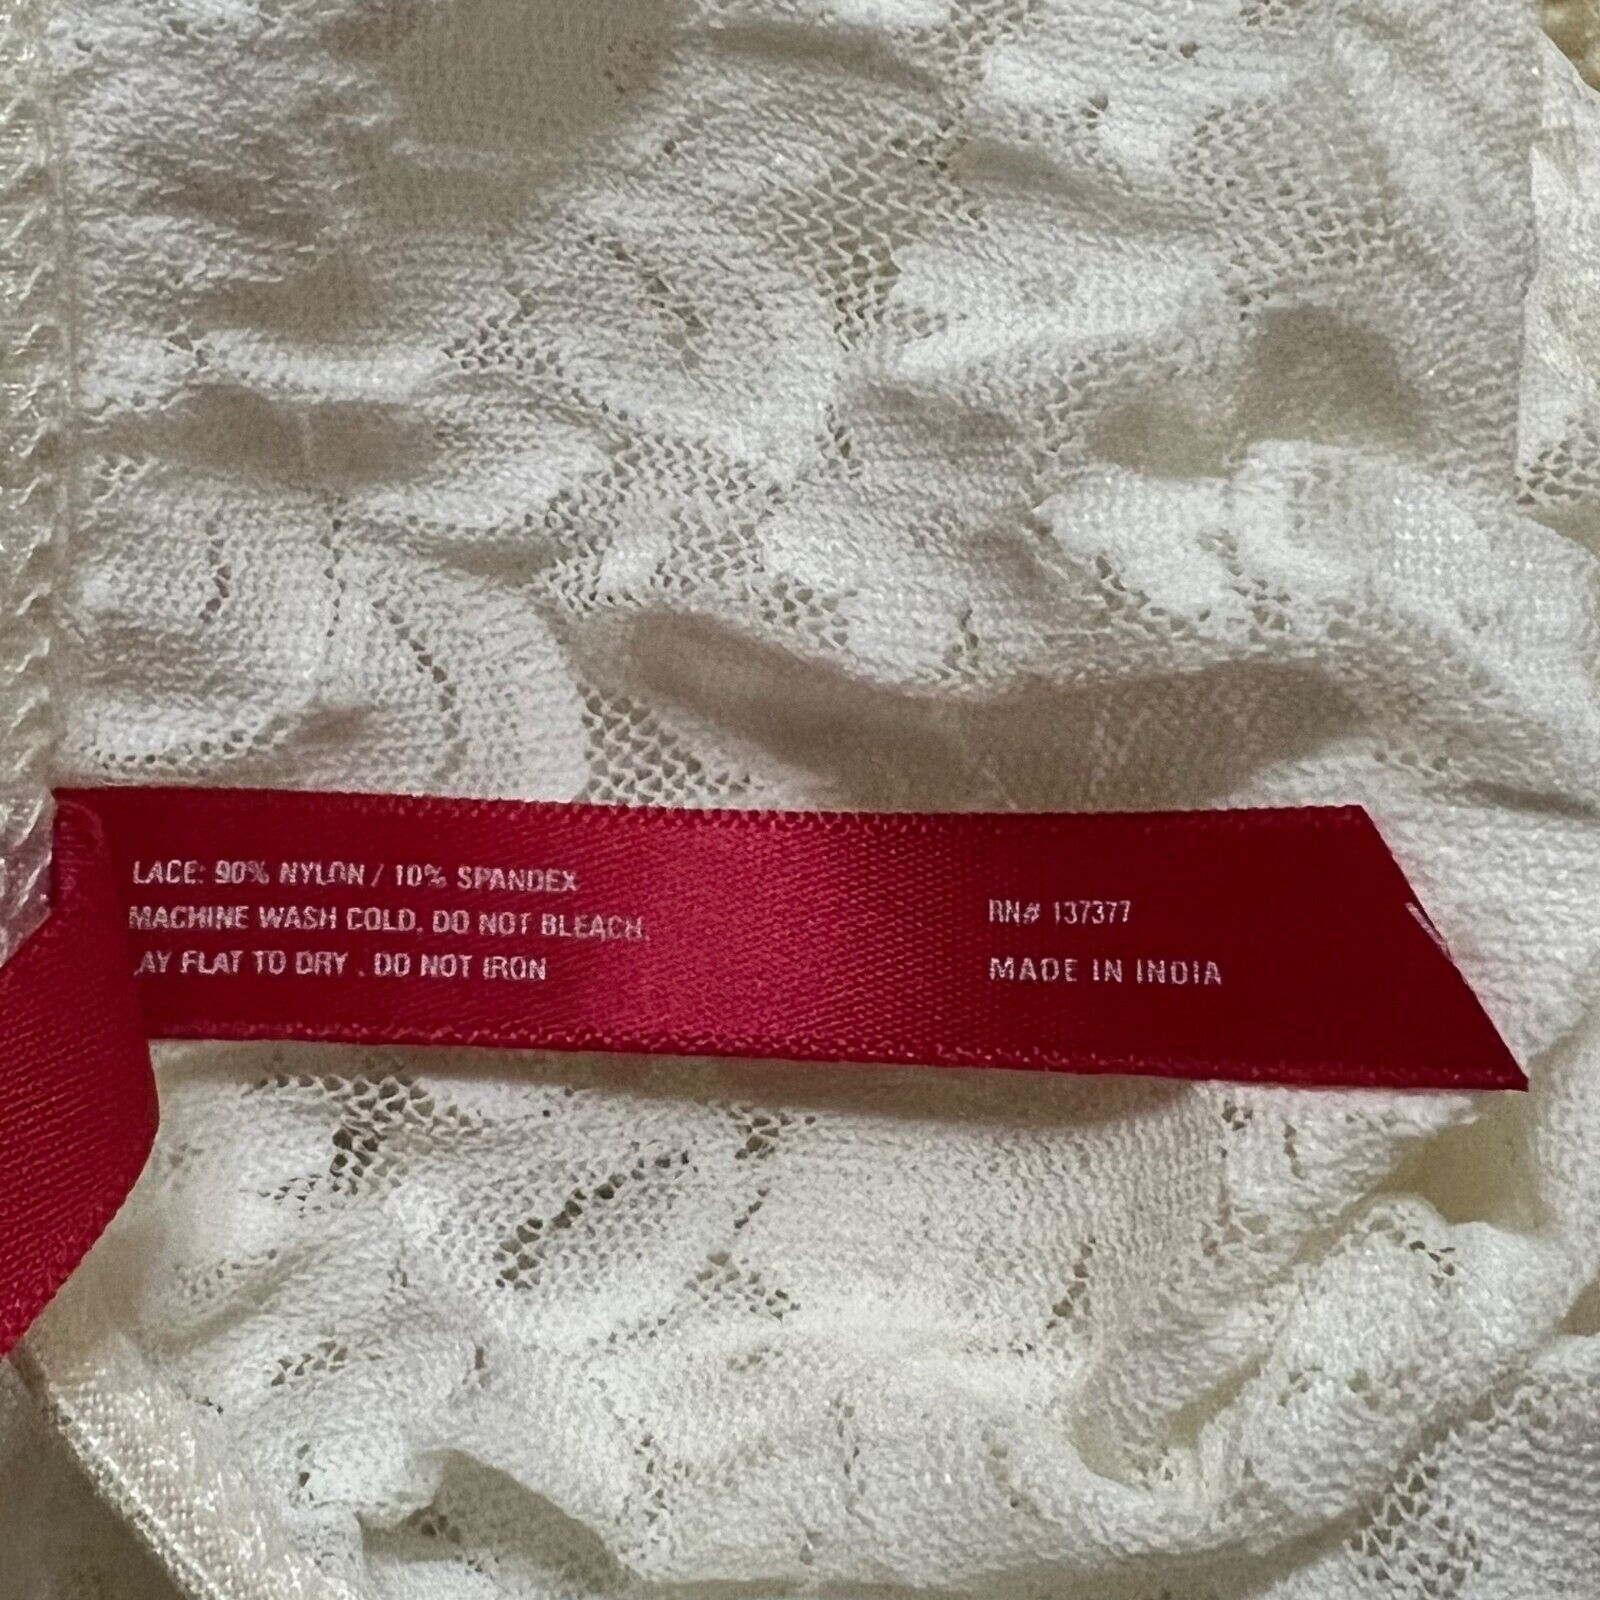 LACE: 90% NYLON / 10% SPANDEX
MACHINE WASH COLD. DO NOT BLEACH.
AY FLAT TO DRY . DO NOT IRON
RN# 137377
MADE IN INDIA